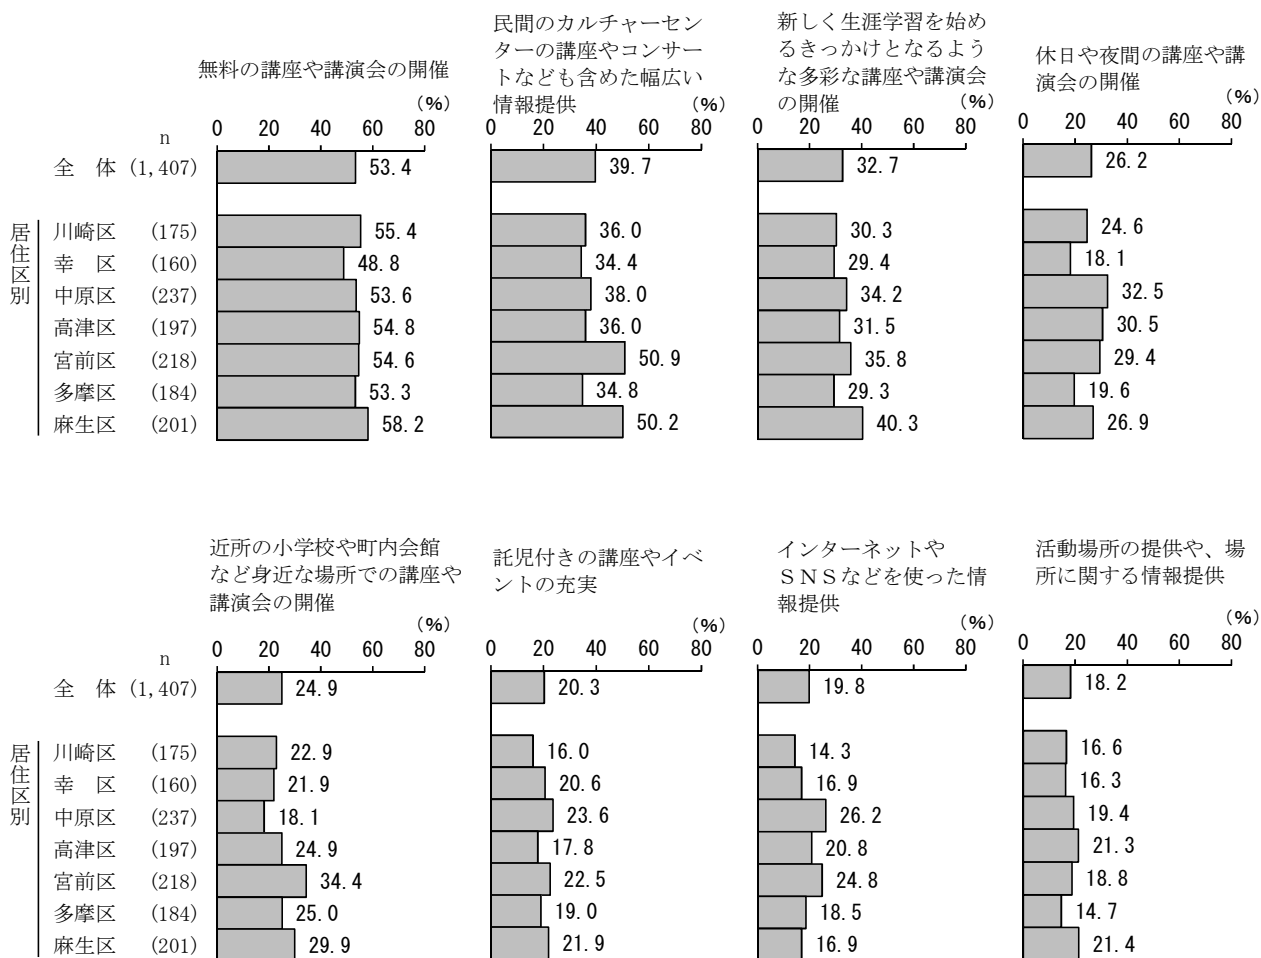 無料の講座や講演会の開催
民間のカルチャーセン
ターの講座やコンサー
トなども含めた幅広い
情報提供
新しく生涯学習を始め
るきっかけとなるよう
な多彩な講座や講演会
の開催
休日や夜間の講座や講
演会の開催
(%) (%) (%) (%)
n 0 20 40 60 80 0 20 40 60 80 0 20 40 60 80 0 20 40 60 80
全 体 (1,407) 53.4 39.7 32.7 26.2
居住区別
川崎区 (175) 55.4 36.0 30.3 24.6
幸 区 (160) 48.8 34.4 29.4 18.1
中原区 (237) 53.6 38.0 34.2 32.5
高津区 (197) 54.8 36.0 31.5 30.5
宮前区 (218) 54.6 50.9 35.8 29.4
多摩区 (184) 53.3 34.8 29.3 19.6
麻生区 (201) 58.2 50.2 40.3 26.9
近所の小学校や町内会館
など身近な場所での講座や
講演会の開催
託児付きの講座やイベ
ントの充実
インターネットや
ＳＮＳなどを使った情
報提供
活動場所の提供や、場
所に関する情報提供
(%) (%) (%) (%)
n 0 20 40 60 80 0 20 40 60 80 0 20 40 60 80 0 20 40 60 80
全 体 (1,407) 24.9 20.3 19.8 18.2
居住区別
川崎区 (175) 22.9 16.0 14.3 16.6
幸 区 (160) 21.9 20.6 16.9 16.3
中原区 (237) 18.1 23.6 26.2 19.4
高津区 (197) 24.9 17.8 20.8 21.3
宮前区 (218) 34.4 22.5 24.8 18.8
多摩区 (184) 25.0 19.0 18.5 14.7
麻生区 (201) 29.9 21.9 16.9 21.4